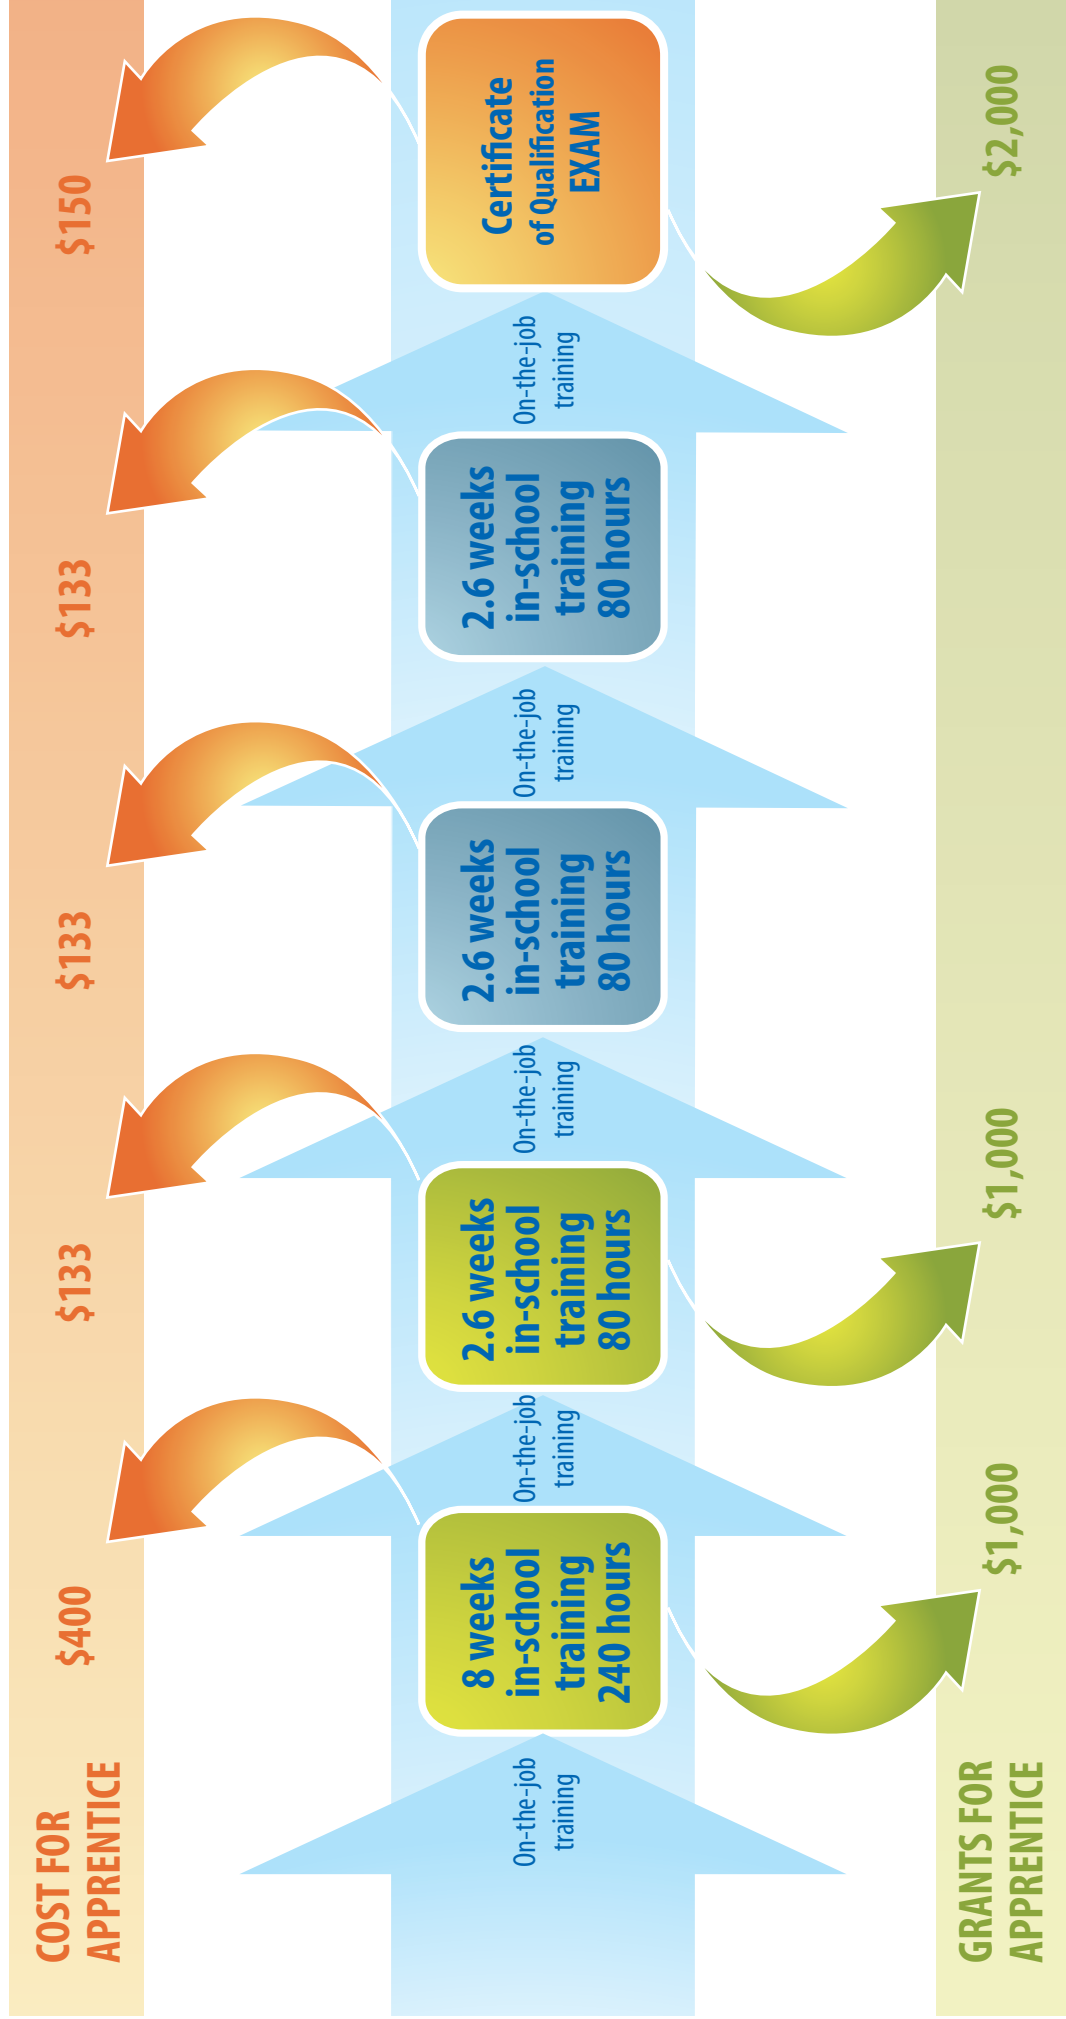 COST FOR
APPRENTICE
$400
$133
$133
$133
$150
On-the-job
training
8 weeks
in-school
training
240 hours
On-the-job
training
2.6 weeks
in-school
training
80 hours
On-the-job
training
2.6 weeks
in-school
training
80 hours
On-the-job
training
2.6 weeks
in-school
training
80 hours
On-the-job
training
Certificate
of Qualification
EXAM
GRANTS FOR
APPRENTICE
$1,000
$1,000
$2,000